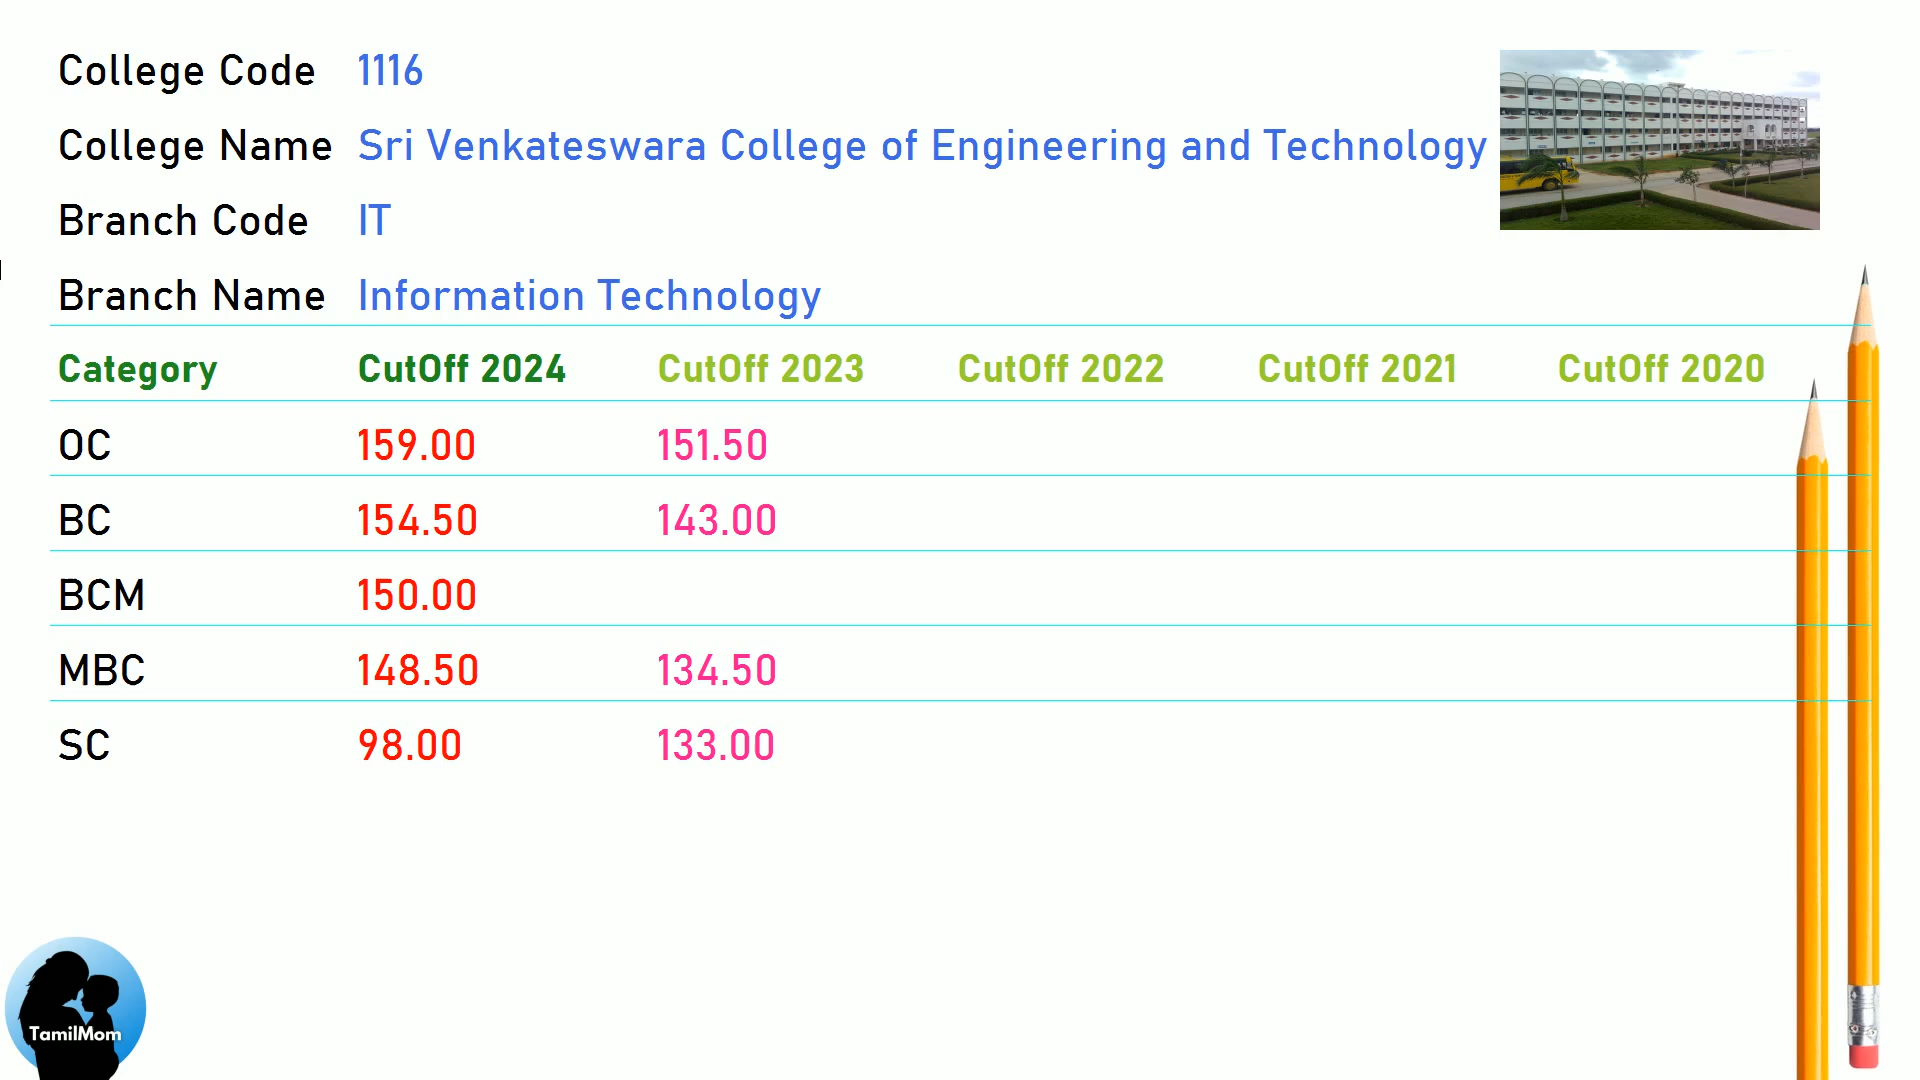 College Code 1116
College Name Sri Venkateswara College of Engineering and Technology
Branch Code IT
Branch Name Information Technology
Category CutOff 2024 CutOff 2023 CutOff 2022 CutOff 2021 CutOff 2020
OC 159.00 151.50
BC 154.50 143.00
BCM 150.00
MBC 148.50 134.50
SC 98.00 133.00
TamilMom